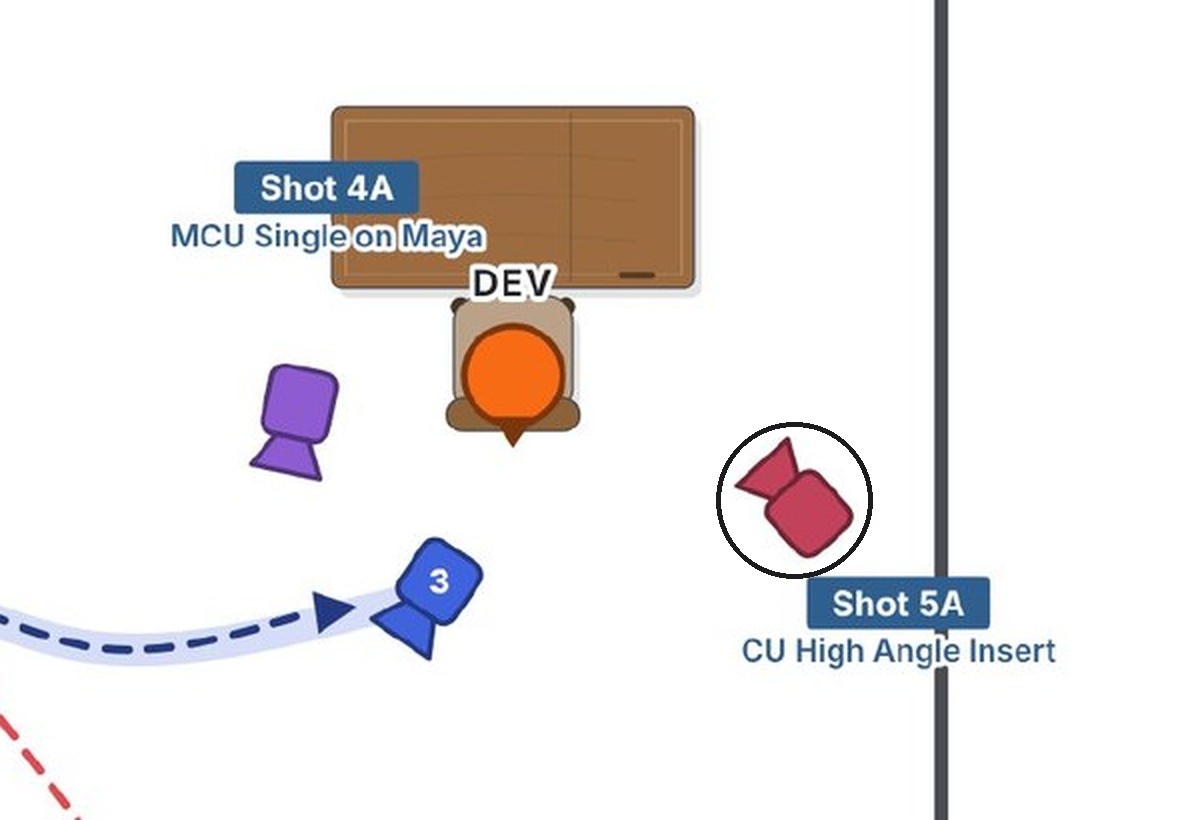 Shot 4A
MCU Single on Maya
DEV
3
Shot 5A
CU High Angle Insert